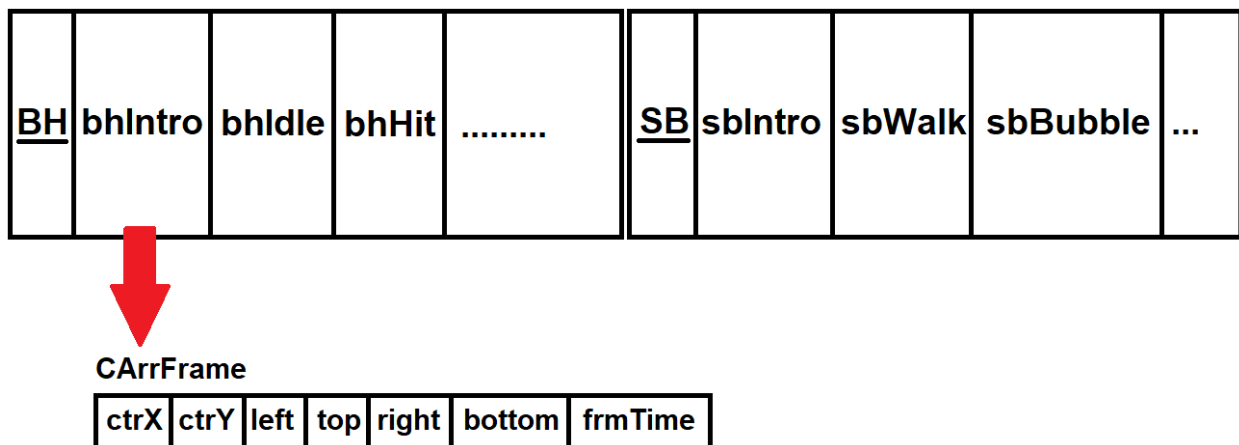 BH bhIntro bhIdle bhHit ......... SB sbIntro sbWalk sbBubble ...
CArrFrame
ctrX ctrY left top right bottom frmTime